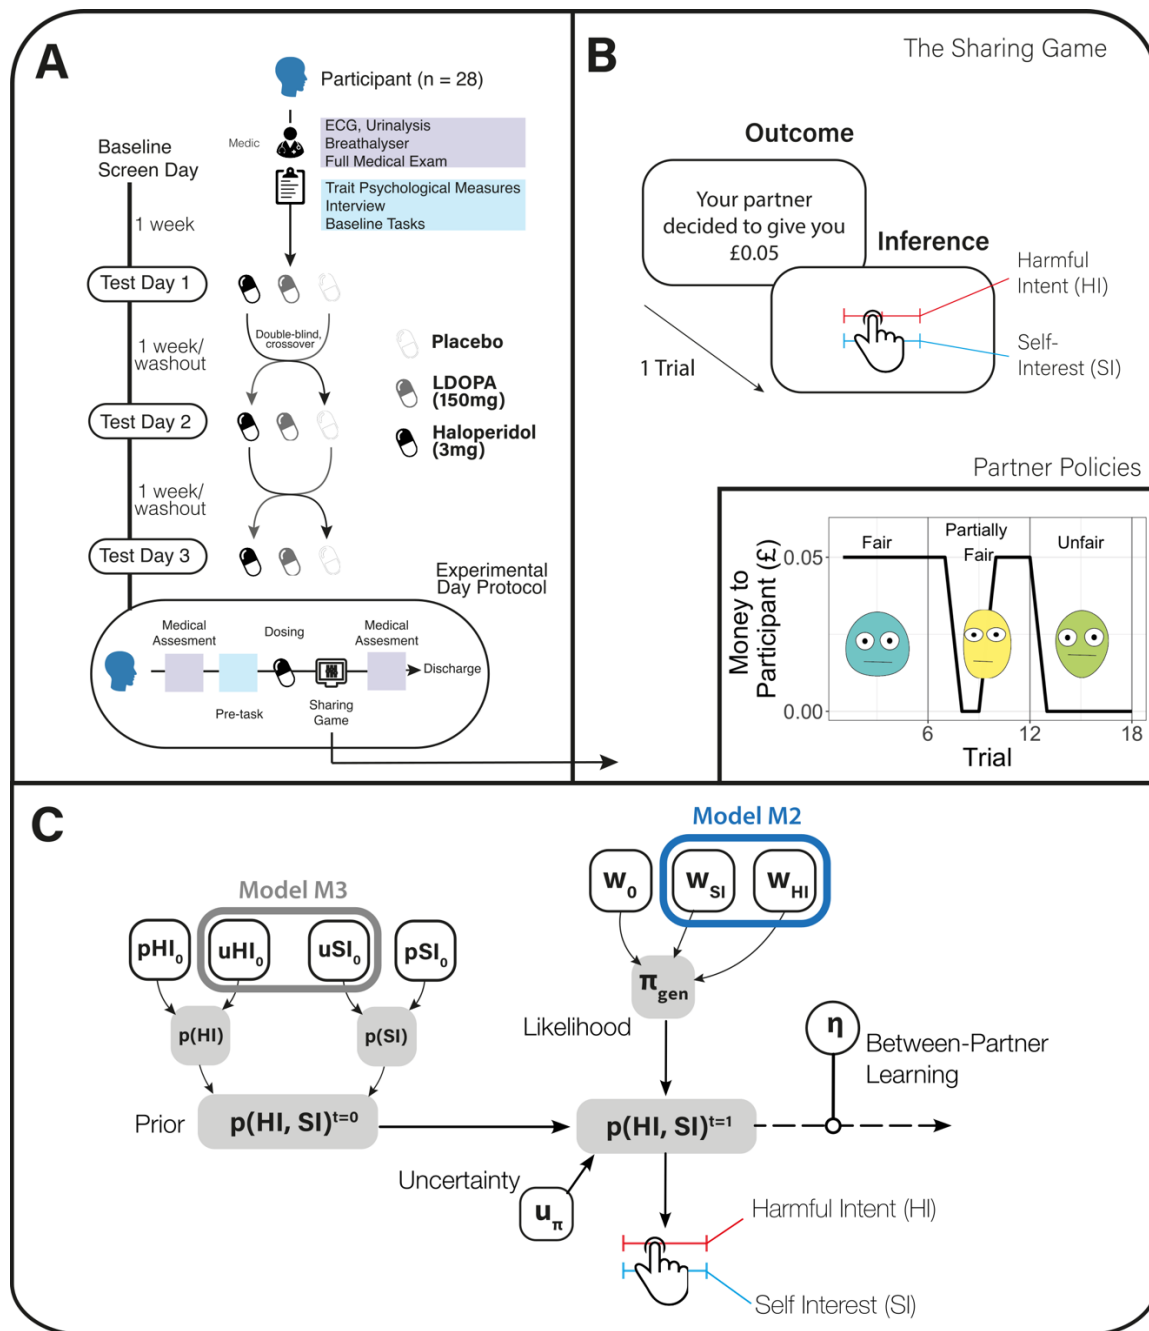 A
Participant (n = 28)
Medic
ECG, Urinalysis
Breathalyser
Full Medical Exam
Trait Psychological Measures
Interview
Baseline Tasks
Baseline
Screen Day
1 week
Test Day 1
Double-blind,
crossover
1 week/
washout
Placebo
LDOPA
(150mg)
Haloperidol
(3mg)
Test Day 2
1 week/
washout
Test Day 3
Experimental
Day Protocol
Medical
Assesment
Dosing
Medical
Assesment
Discharge
Pre-task
Sharing
Game
B
The Sharing Game
Outcome
Your partner
decided to give you
£0.05
Inference
Harmful
Intent (HI)
Self-
Interest (SI)
1 Trial
Partner Policies
Money to
Participant (£)
0.05
0.00
Fair
Partially
Fair
Unfair
6
12
18
Trial
C
Model M2
w0
wSI
wHI
Model M3
pHI0
uHI0
uSI0
pSI0
πgen
p(HI)
p(SI)
Likelihood
η
Between-Partner
Learning
Prior
p(HI, SI)t=0
p(HI, SI)t=1
Uncertainty
uπ
Harmful Intent (HI)
Self Interest (SI)